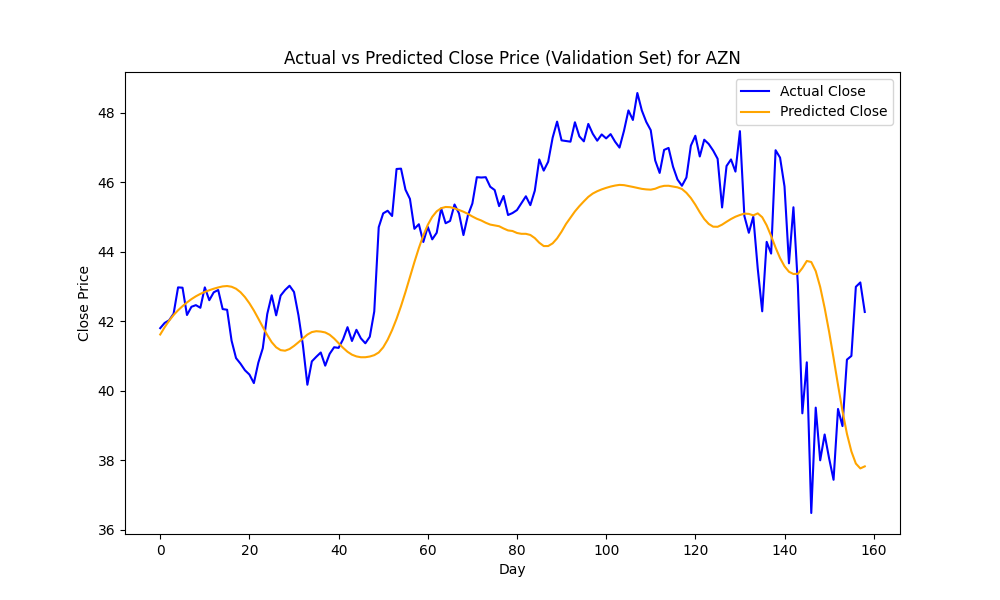 Actual vs Predicted Close Price (Validation Set) for AZN
Actual Close
Predicted Close
Close Price
48
46
44
42
40
38
36
0 20 40 60 80 100 120 140 160
Day